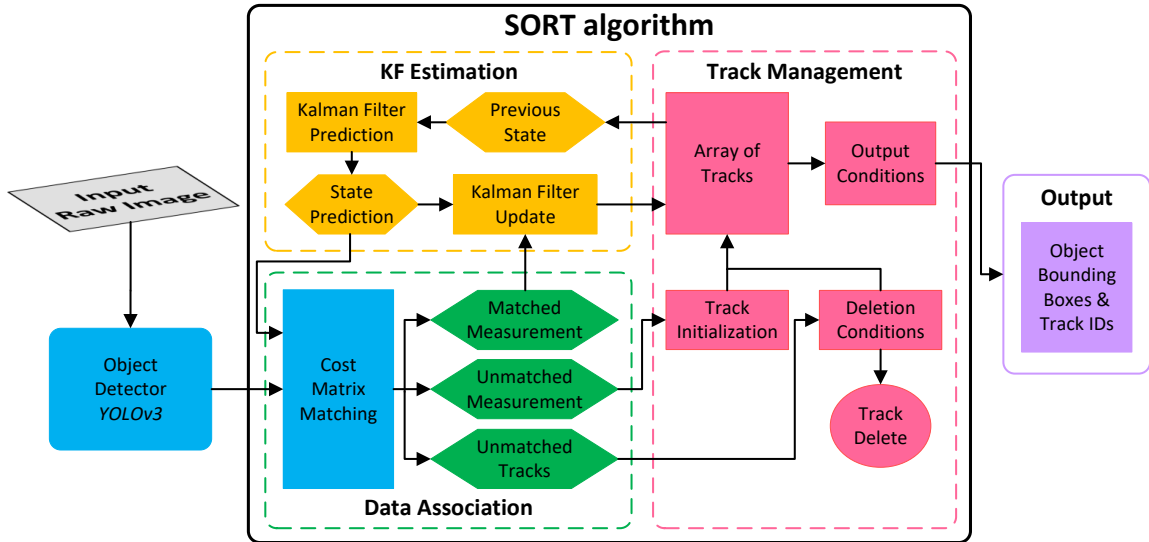 SORT algorithm
KF Estimation
Track Management
Kalman Filter
Prediction
Previous
State
Array of
Tracks
Output
Conditions
Input
Raw Image
State
Prediction
Kalman Filter
Update
Output
Object
Bounding
Boxes &
Track IDs
Object
Detector
YOLOv3
Cost
Matrix
Matching
Matched
Measurement
Unmatched
Measurement
Unmatched
Tracks
Track
Initialization
Deletion
Conditions
Track
Delete
Data Association